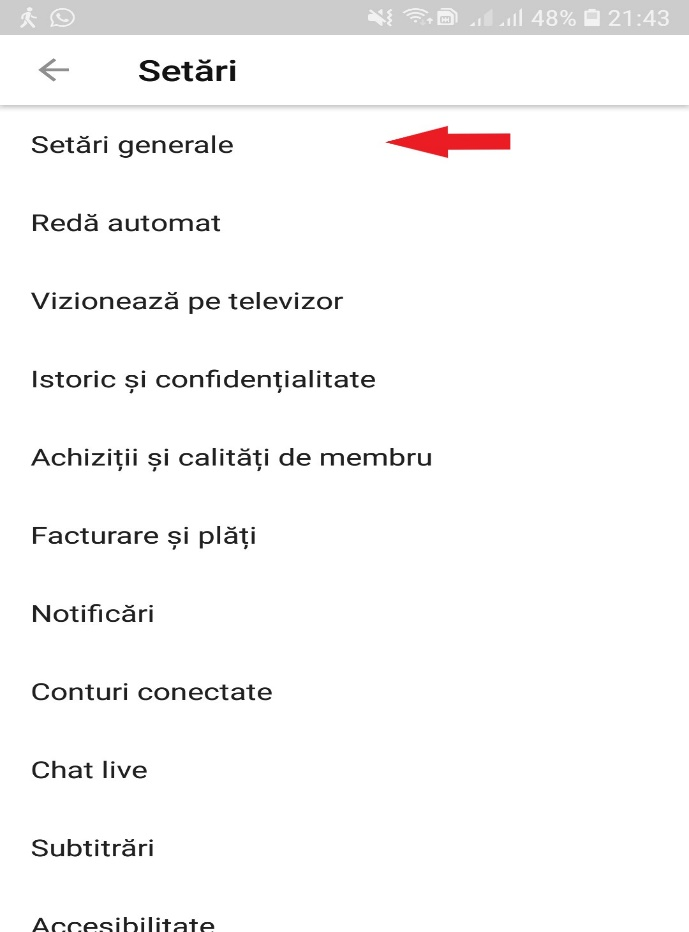 48% 21:43
Setări
Setări generale
Redă automat
Vizionează pe televizor
Istoric și confidențialitate
Achiziții și calități de membru
Facturare și plăți
Notificări
Conturi conectate
Chat live
Subtitrări
Accesibilitate